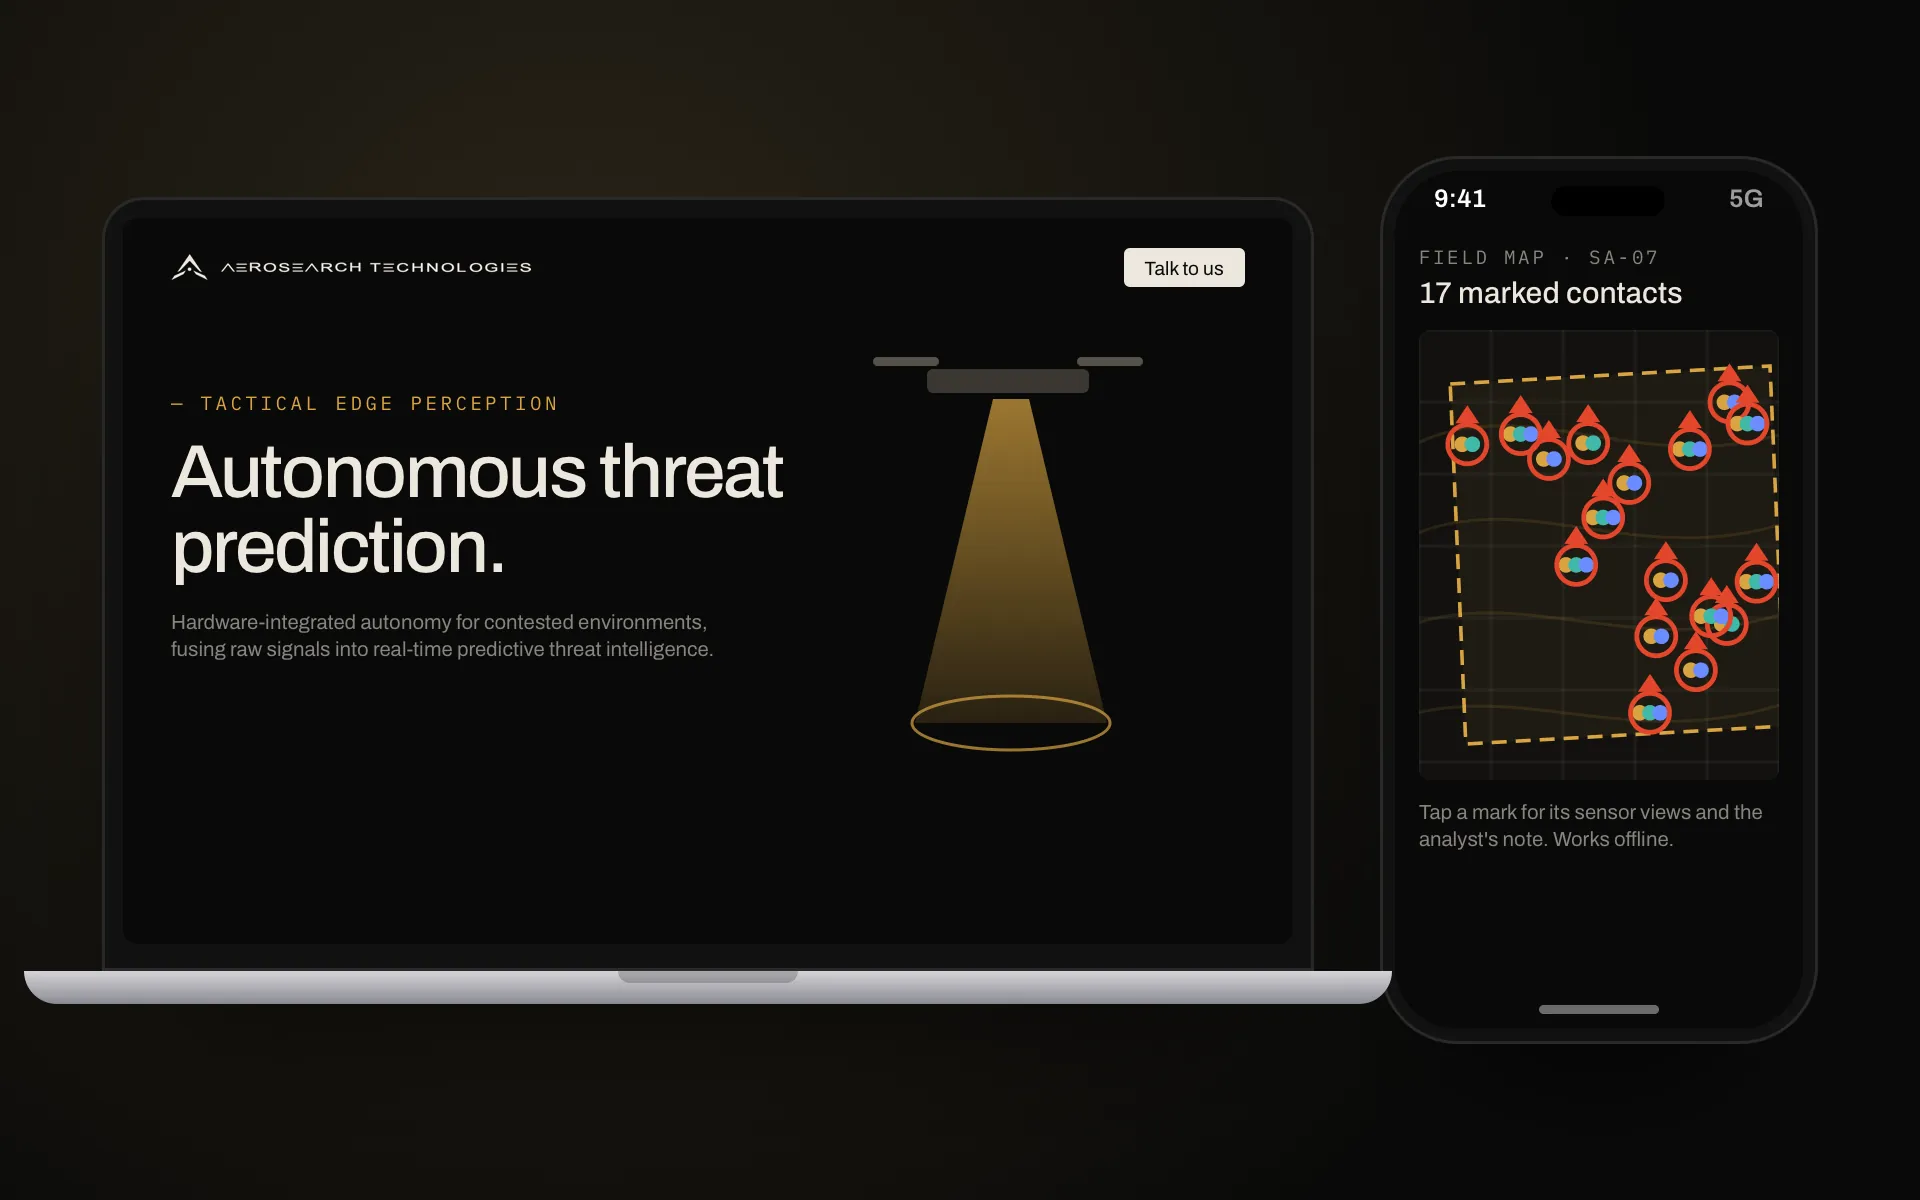 AEROSEARCH TECHNOLOGIES
Talk to us
— TACTICAL EDGE PERCEPTION
Autonomous threat
prediction.
Hardware-integrated autonomy for contested environments,
fusing raw signals into real-time predictive threat intelligence.
9:41
5G
FIELD MAP · SA-07
17 marked contacts
Tap a mark for its sensor views and the
analyst's note. Works offline.